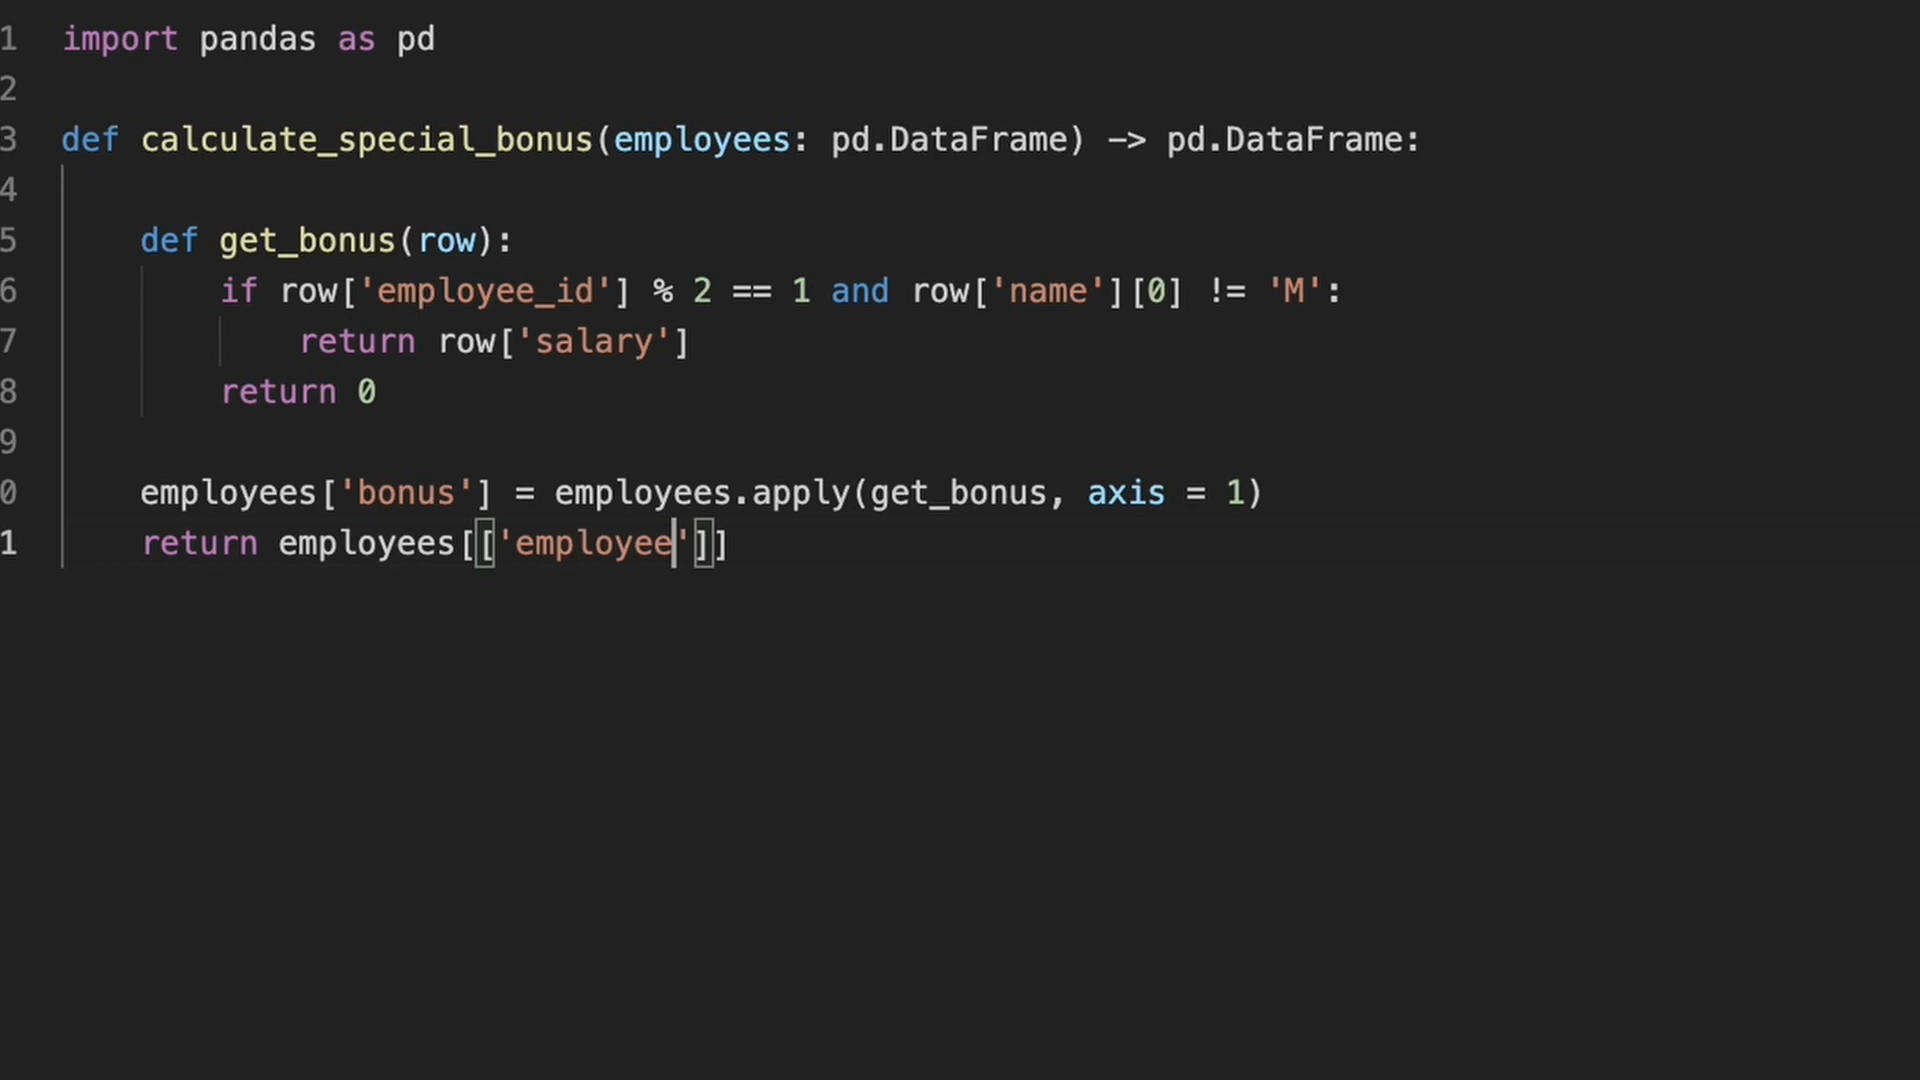 1 import pandas as pd
2
3 def calculate_special_bonus(employees: pd.DataFrame) -> pd.DataFrame:
4
5     def get_bonus(row):
6         if row['employee_id'] % 2 == 1 and row['name'][0] != 'M':
7             return row['salary']
8         return 0
9
0     employees['bonus'] = employees.apply(get_bonus, axis = 1)
1     return employees[['employee']]